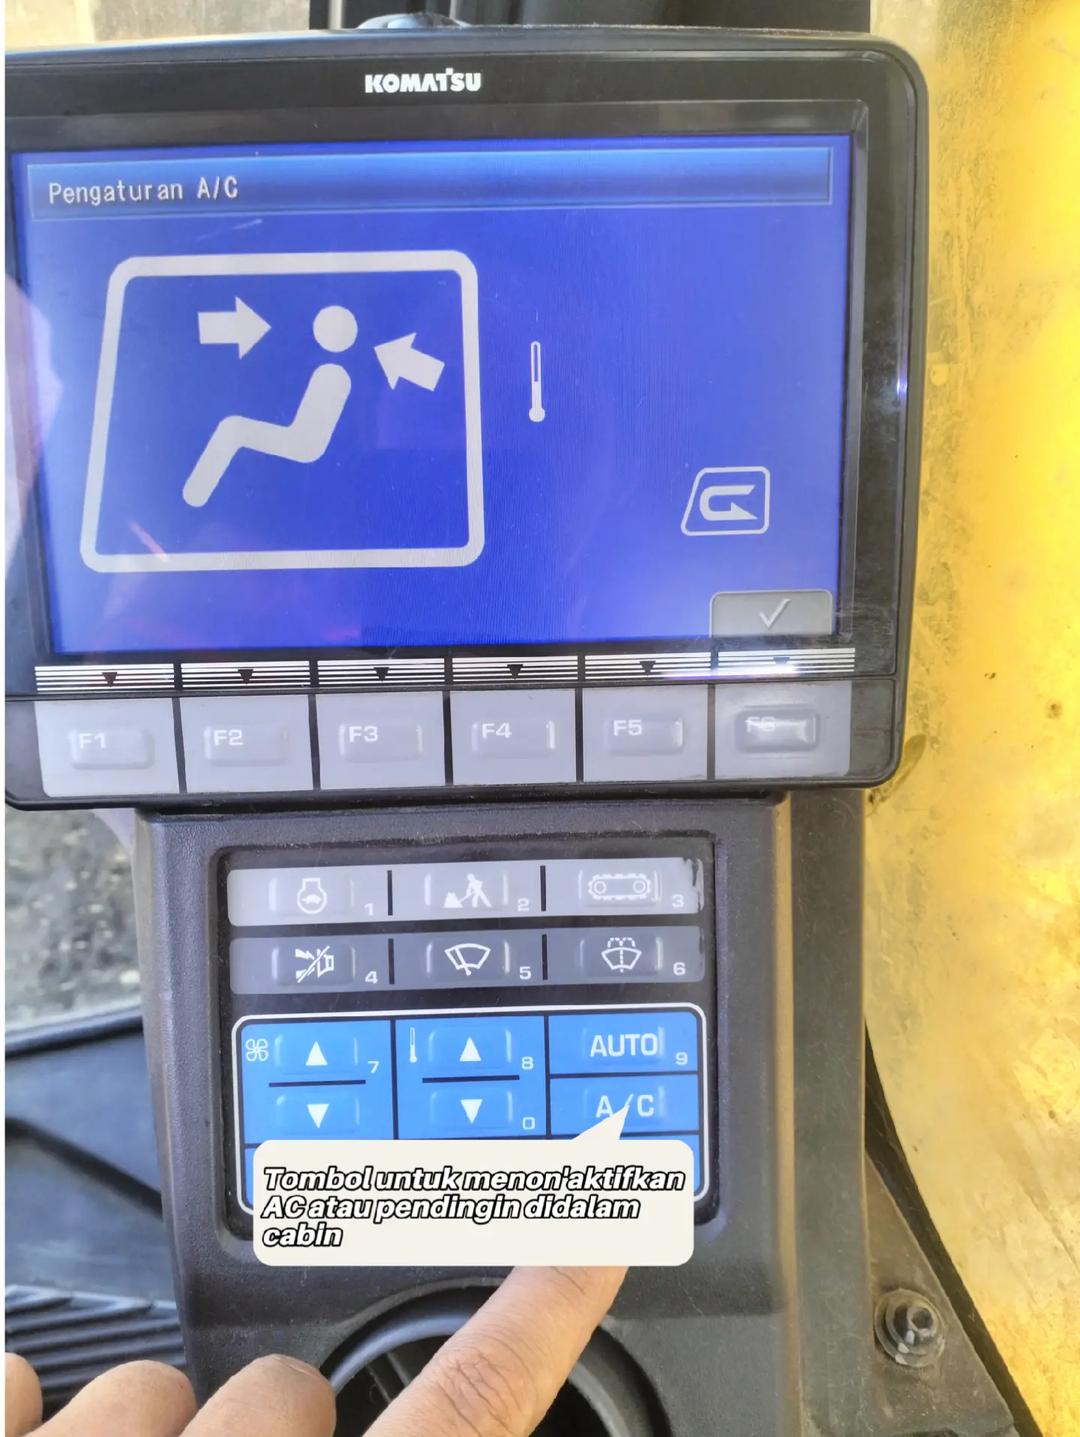 KOMATSU
Pengaturan A/C
F1 F2 F3 F4 F5 F6
1 2 3
4 5 6
7 8 AUTO 9
0 A/C
Tombol untuk menon'aktifkan
AC atau pendingin didalam
cabin